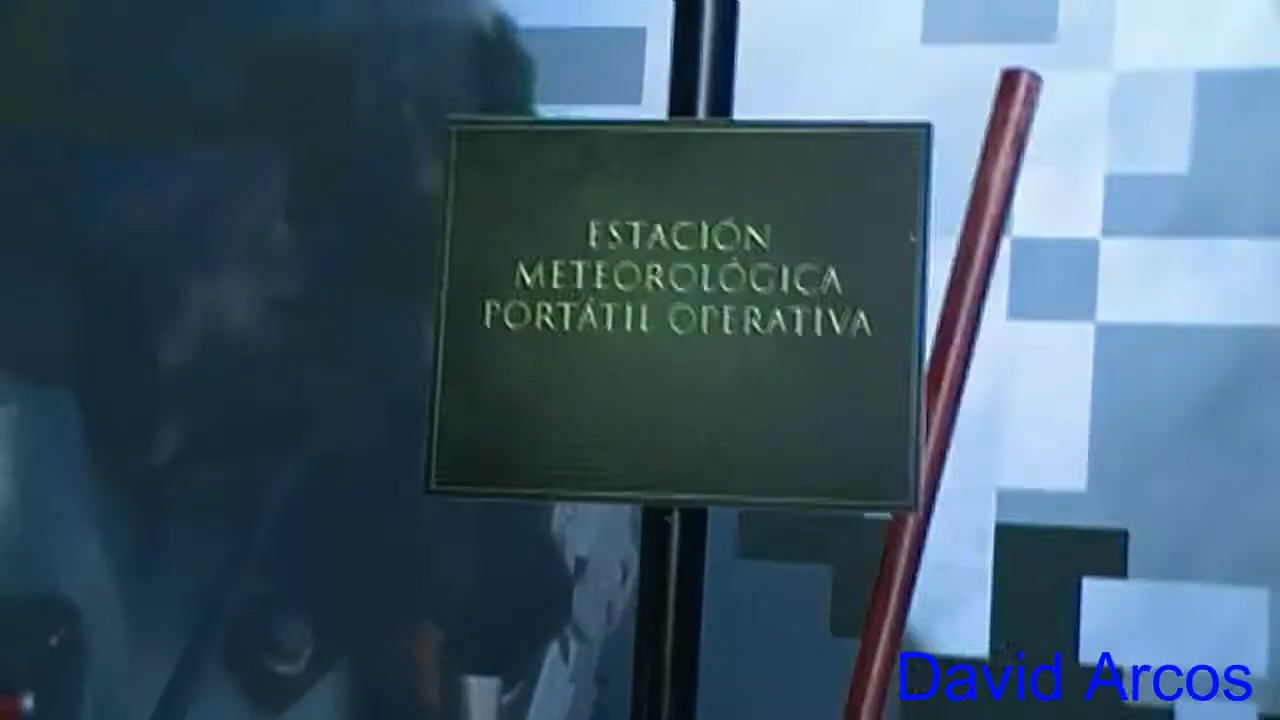 ESTACIÓN
METEOROLÓGICA
PORTÁTIL OPERATIVA
David Arcos